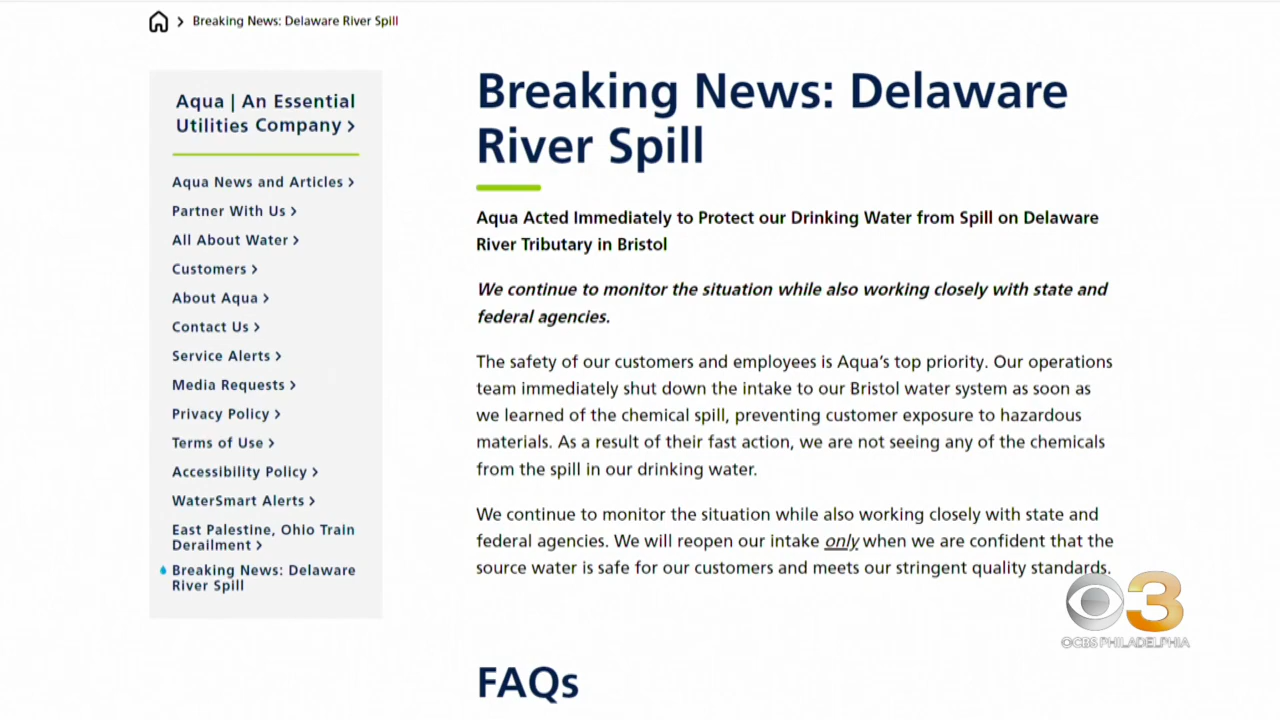 Breaking News: Delaware River Spill
Aqua | An Essential
Utilities Company
Aqua News and Articles
Partner With Us
All About Water
Customers
About Aqua
Contact Us
Service Alerts
Media Requests
Privacy Policy
Terms of Use
Accessibility Policy
WaterSmart Alerts
East Palestine, Ohio Train
Derailment
Breaking News: Delaware
River Spill
Breaking News: Delaware
River Spill
Aqua Acted Immediately to Protect our Drinking Water from Spill on Delaware
River Tributary in Bristol
We continue to monitor the situation while also working closely with state and
federal agencies.
The safety of our customers and employees is Aqua’s top priority. Our operations
team immediately shut down the intake to our Bristol water system as soon as
we learned of the chemical spill, preventing customer exposure to hazardous
materials. As a result of their fast action, we are not seeing any of the chemicals
from the spill in our drinking water.
We continue to monitor the situation while also working closely with state and
federal agencies. We will reopen our intake only when we are confident that the
source water is safe for our customers and meets our stringent quality standards.
FAQs
3
CBS PHILADELPHIA